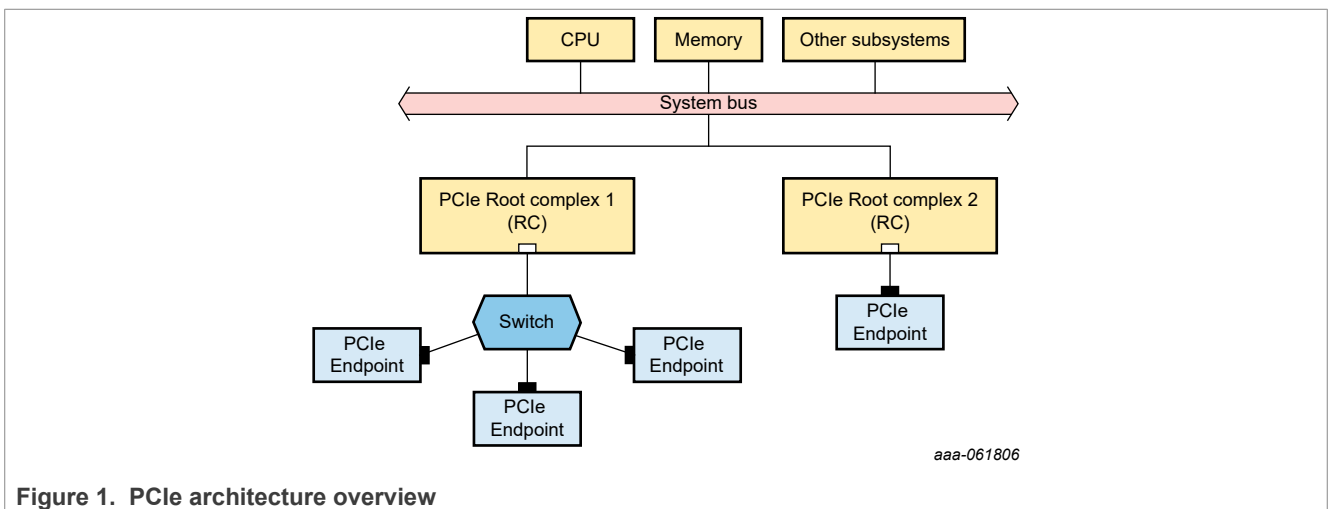 CPU
Memory
Other subsystems
System bus
PCIe Root complex 1
(RC)
PCIe Root complex 2
(RC)
Switch
PCIe
Endpoint
PCIe
Endpoint
PCIe
Endpoint
PCIe
Endpoint
aaa-061806
Figure 1. PCIe architecture overview